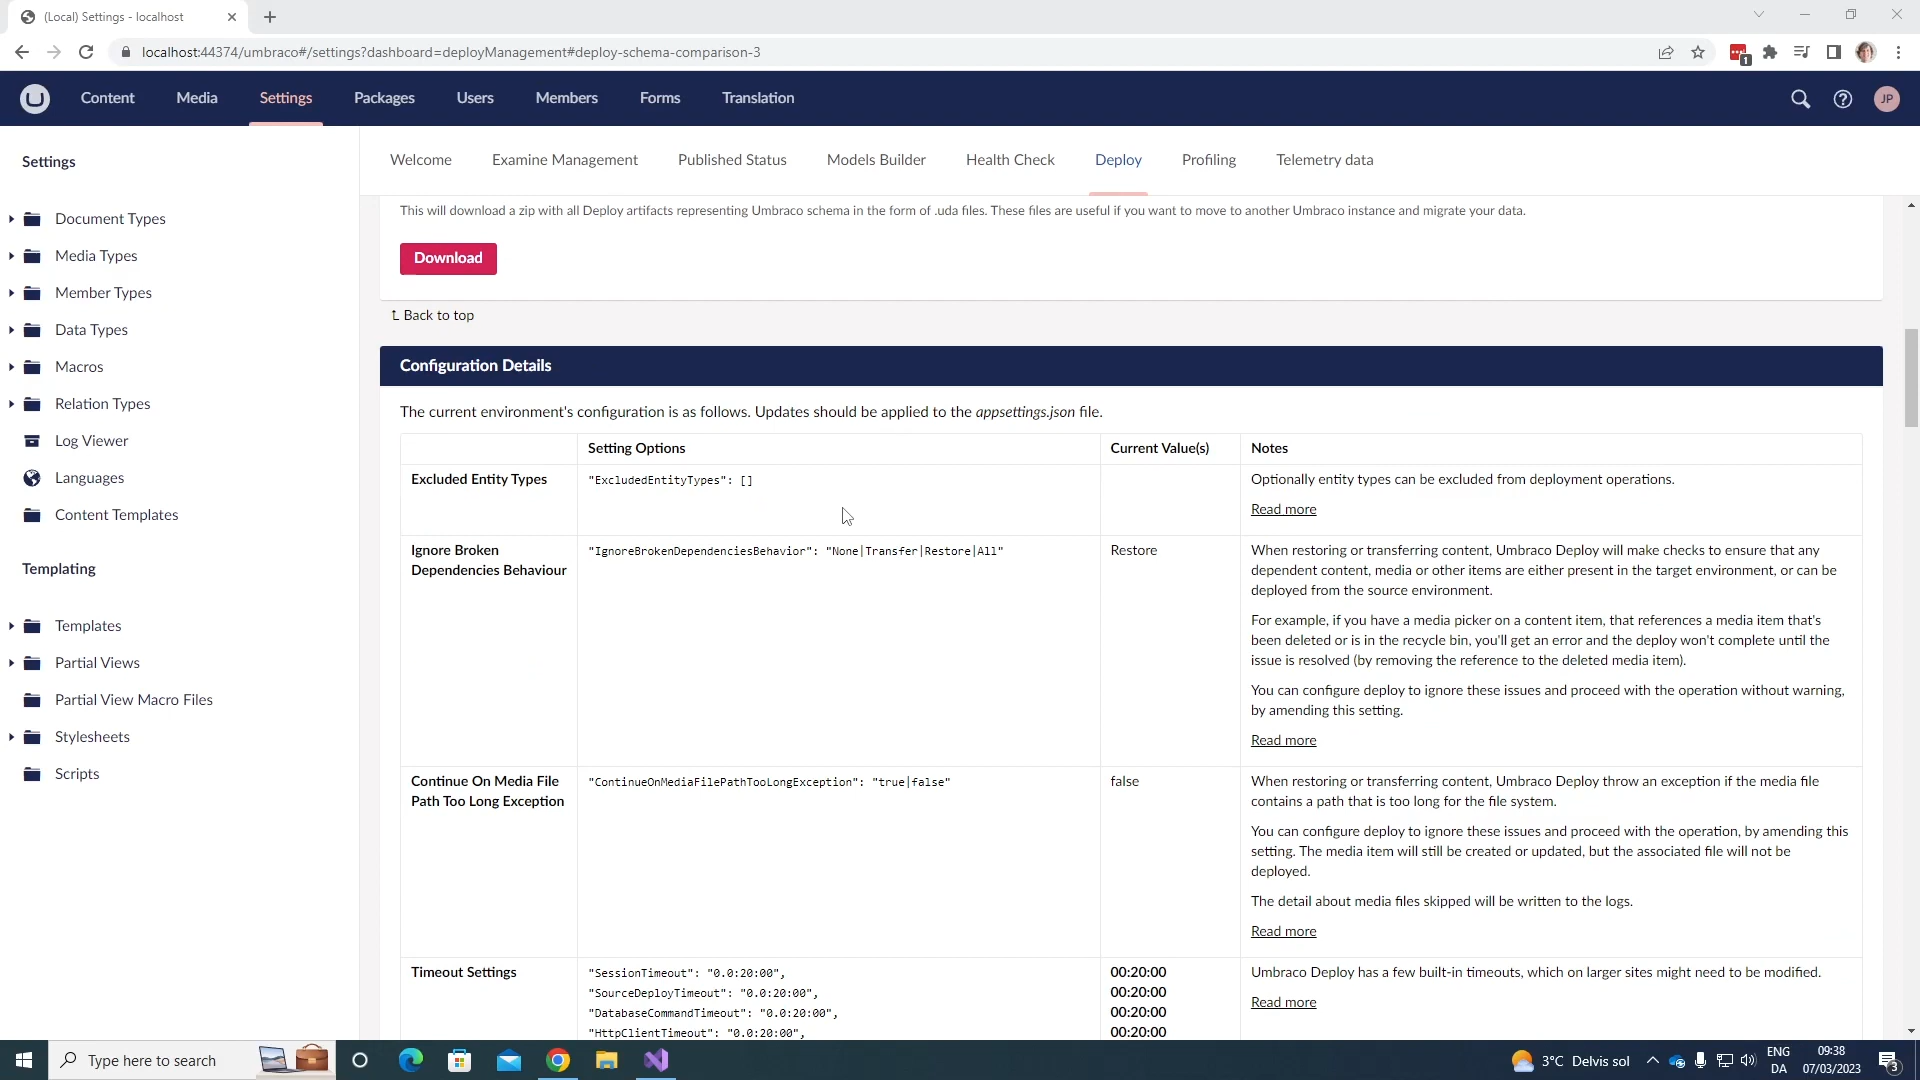 (Local) Settings - localhost
localhost:44374/umbraco#/settings?dashboard=deployManagement#deploy-schema-comparison-3
1
Content Media Settings Packages Users Members Forms Translation
JP
Settings
Document Types
Media Types
Member Types
Data Types
Macros
Relation Types
Log Viewer
Languages
Content Templates
Templating
Templates
Partial Views
Partial View Macro Files
Stylesheets
Scripts
Welcome Examine Management Published Status Models Builder Health Check Deploy Profiling Telemetry data
This will download a zip with all Deploy artifacts representing Umbraco schema in the form of .uda files. These files are useful if you want to move to another Umbraco instance and migrate your data.
Download
Back to top
Configuration Details
The current environment's configuration is as follows. Updates should be applied to the appsettings.json file.
Setting Options Current Value(s) Notes
Excluded Entity Types
"ExcludedEntityTypes": []
Optionally entity types can be excluded from deployment operations.
Read more
Ignore Broken
Dependencies Behaviour
"IgnoreBrokenDependenciesBehavior": "None|Transfer|Restore|All"
Restore
When restoring or transferring content, Umbraco Deploy will make checks to ensure that any
dependent content, media or other items are either present in the target environment, or can be
deployed from the source environment.
For example, if you have a media picker on a content item, that references a media item that's
been deleted or is in the recycle bin, you'll get an error and the deploy won't complete until the
issue is resolved (by removing the reference to the deleted media item).
You can configure deploy to ignore these issues and proceed with the operation without warning,
by amending this setting.
Read more
Continue On Media File
Path Too Long Exception
"ContinueOnMediaFilePathTooLongException": "true|false"
false
When restoring or transferring content, Umbraco Deploy throw an exception if the media file
contains a path that is too long for the file system.
You can configure deploy to ignore these issues and proceed with the operation, by amending this
setting. The media item will still be created or updated, but the associated file will not be
deployed.
The detail about media files skipped will be written to the logs.
Read more
Timeout Settings
"SessionTimeout": "0.0:20:00",
"SourceDeployTimeout": "0.0:20:00",
"DatabaseCommandTimeout": "0.0:20:00",
"HttpClientTimeout": "0.0:20:00",
00:20:00
00:20:00
00:20:00
00:20:00
Umbraco Deploy has a few built-in timeouts, which on larger sites might need to be modified.
Read more
Type here to search
3°C Delvis sol
ENG
DA
09:38
07/03/2023
3